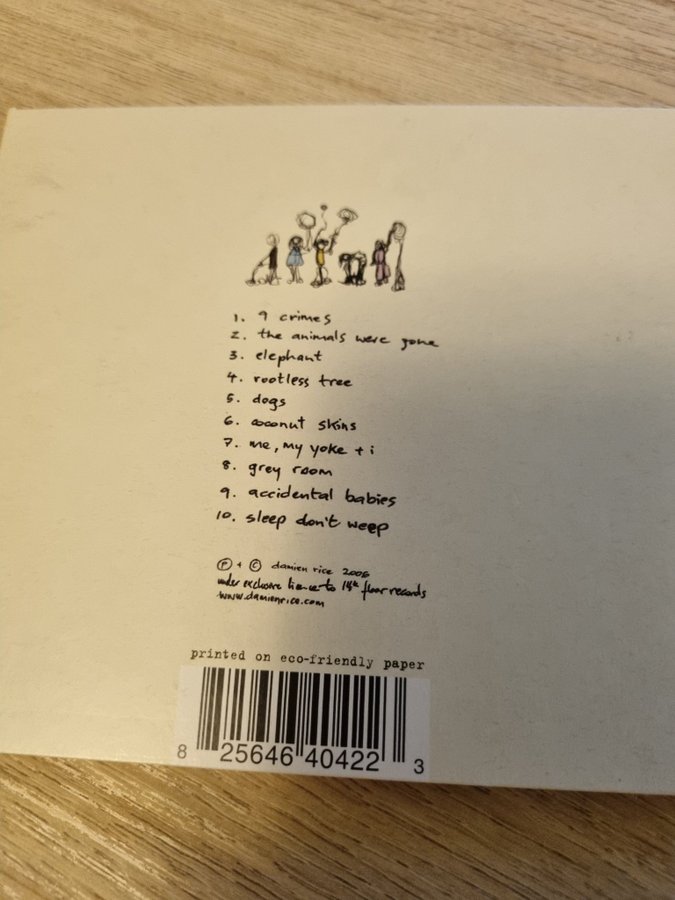 1. 9 crimes
2. the animals were gone
3. elephant
4. rootless tree
5. dogs
6. coconut skins
7. me, my yoke + i
8. grey room
9. accidental babies
10. sleep don't weep
℗ + © damien rice 2006
under exclusive licence to 14th floor records
www.damienrice.com
printed on eco-friendly paper
8 25646 40422 3